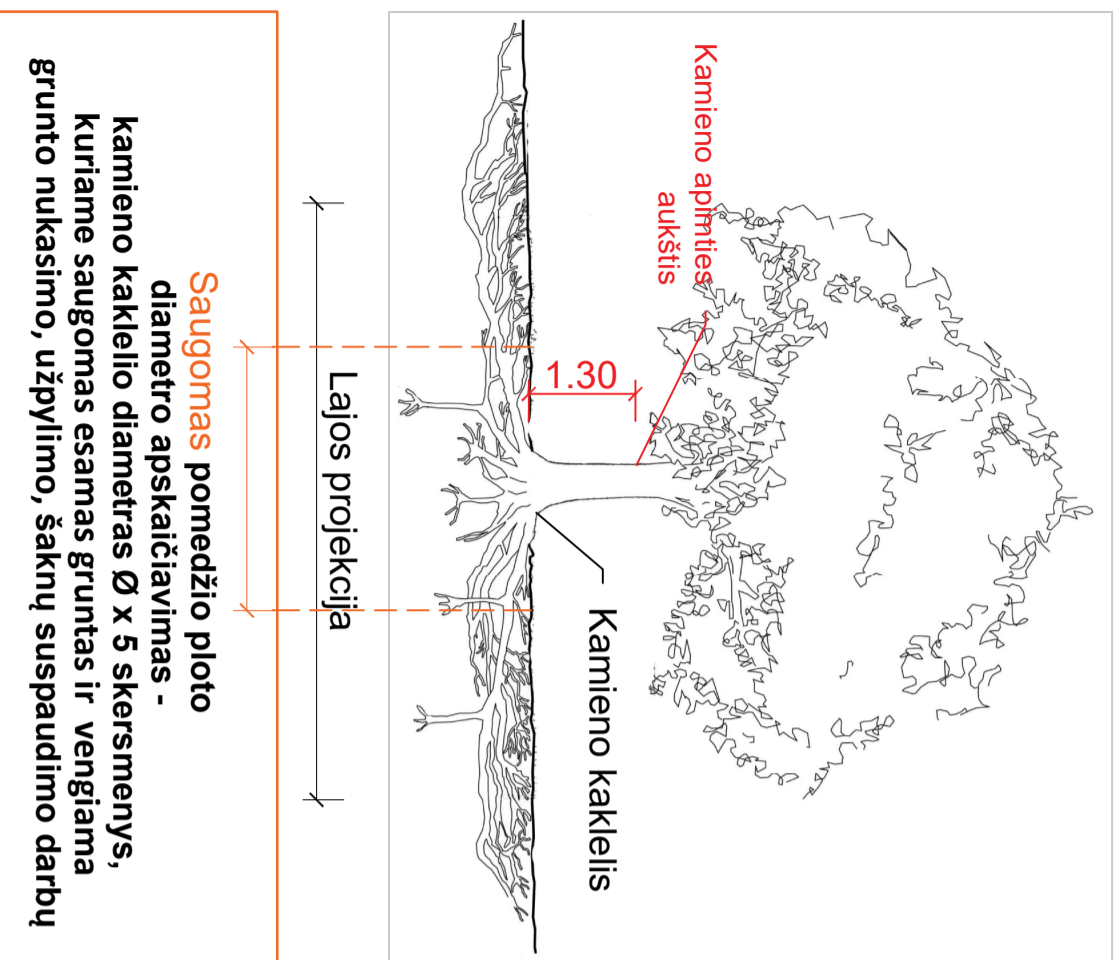 Kamieno apimties
aukštis
1.30
Kamieno kaklelis
Lajos projekcija
Saugomas pomedžio ploto
diametro apskaičiavimas -
kamieno kaklelio diametras Ø x 5 skersmenys,
kuriame saugomas esamas gruntas ir vengiama
grunto nukasimo, užpylimo, šaknų suspaudimo darbų